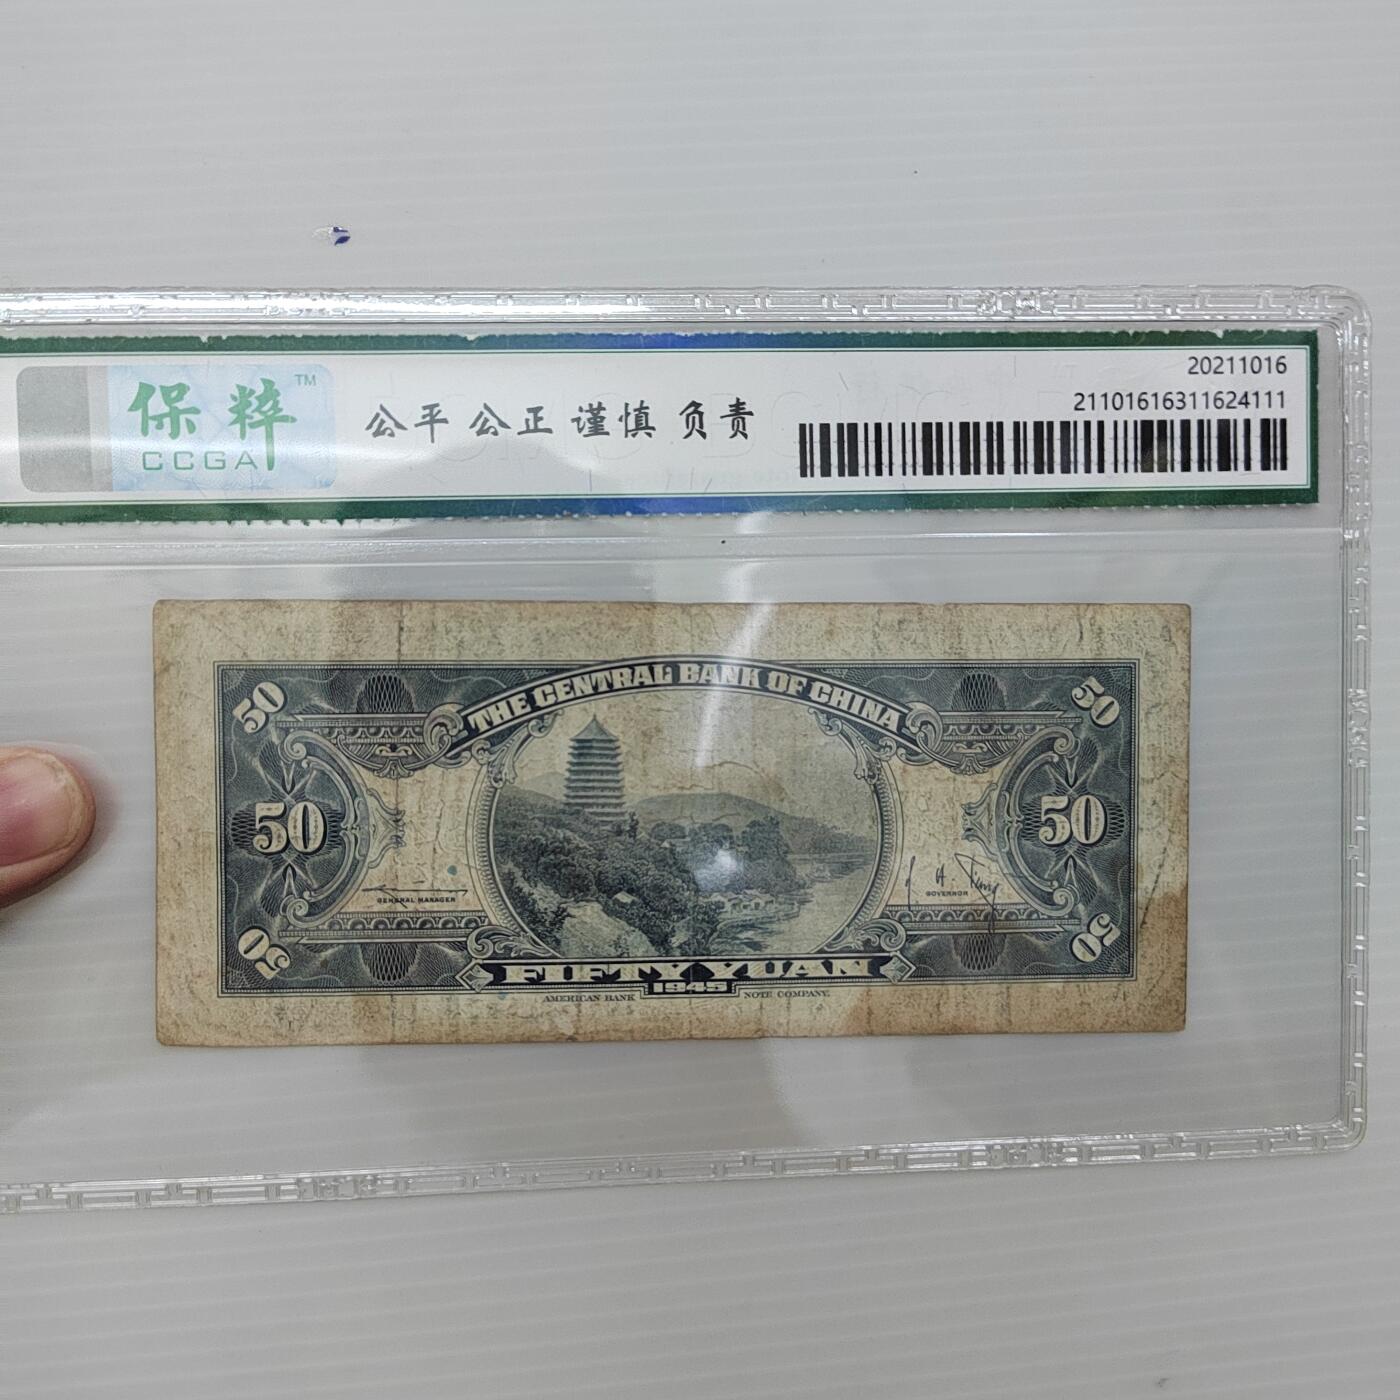 保粹 TM
CCGA
公平 公正 谨慎 负责
20211016
21101616311624111
THE CENTRAL BANK OF CHINA
50
50
50
50
GENERAL MANAGER
GOVERNOR
50
50
FIFTY YUAN
1945
AMERICAN BANK NOTE COMPANY.